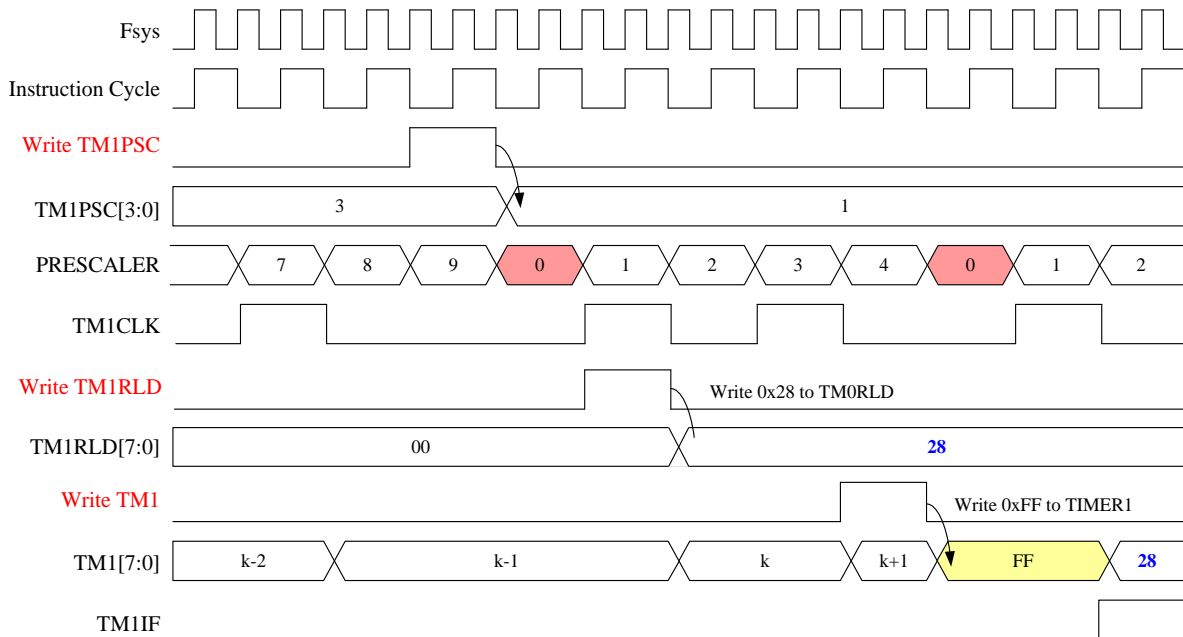 Fsys
Instruction Cycle
Write TM1PSC
TM1PSC[3:0] 3 1
PRESCALER 7 8 9 0 1 2 3 4 0 1 2
TM1CLK
Write TM1RLD Write 0x28 to TM0RLD
TM1RLD[7:0] 00 28
Write TM1 Write 0xFF to TIMER1
TM1[7:0] k-2 k-1 k k+1 FF 28
TM1IF